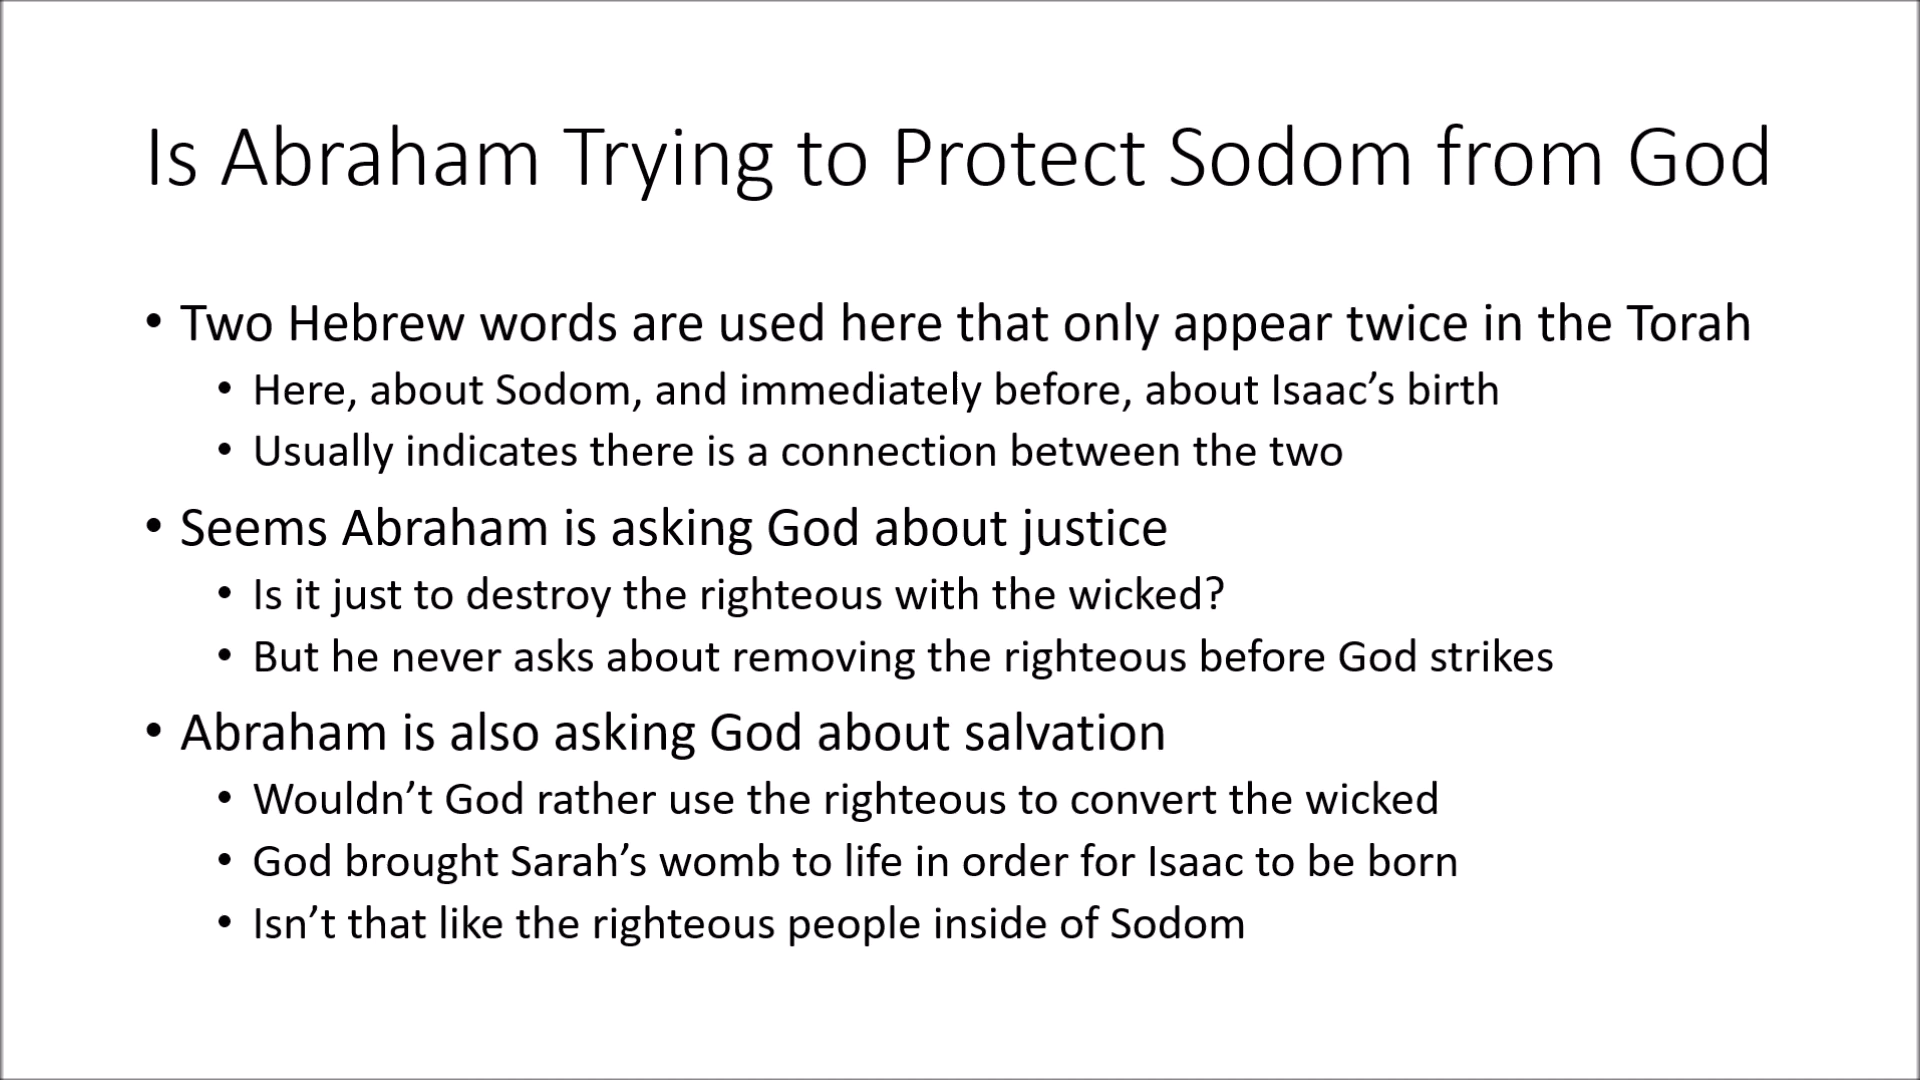 Is Abraham Trying to Protect Sodom from God
• Two Hebrew words are used here that only appear twice in the Torah
• Here, about Sodom, and immediately before, about Isaac’s birth
• Usually indicates there is a connection between the two
• Seems Abraham is asking God about justice
• Is it just to destroy the righteous with the wicked?
• But he never asks about removing the righteous before God strikes
• Abraham is also asking God about salvation
• Wouldn’t God rather use the righteous to convert the wicked
• God brought Sarah’s womb to life in order for Isaac to be born
• Isn’t that like the righteous people inside of Sodom